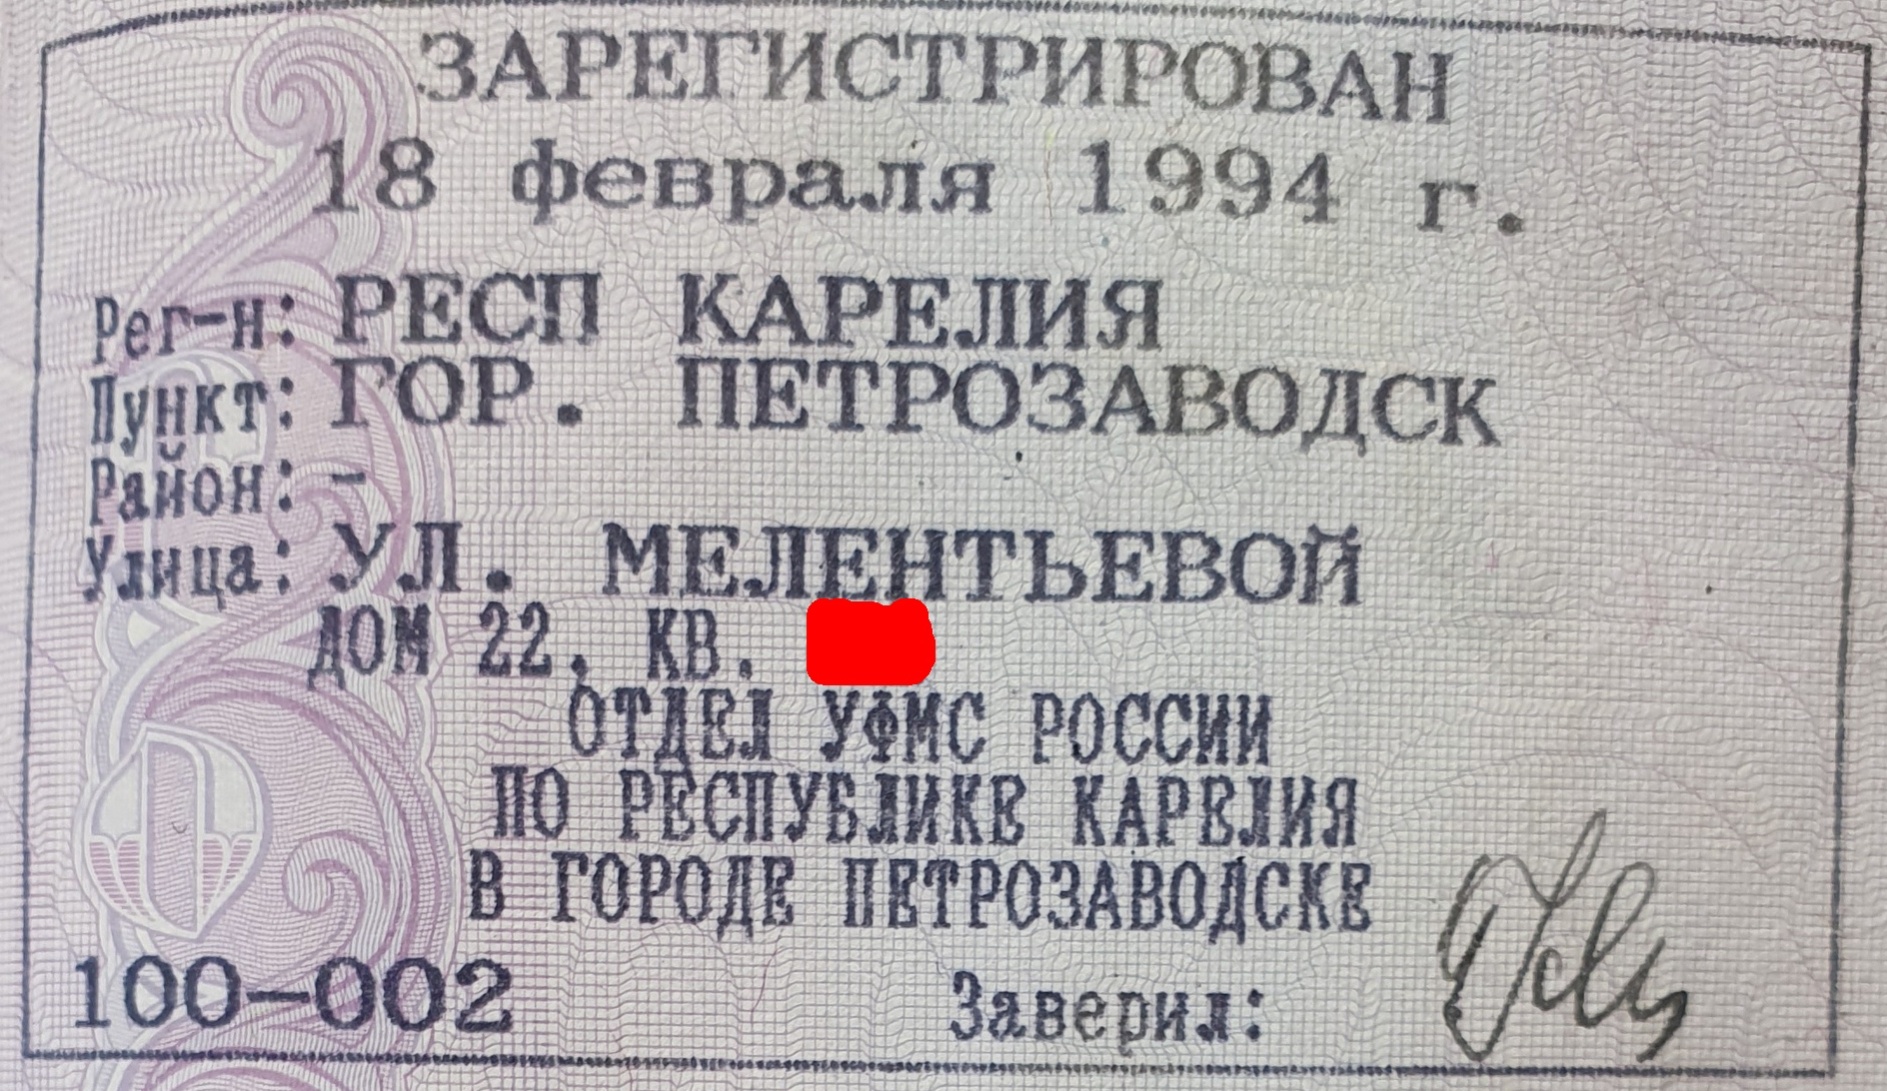 ЗАРЕГИСТРИРОВАН
18 февраля 1994 г.
Рег-н: РЕСП КАРЕЛИЯ
Пункт: ГОР. ПЕТРОЗАВОДСК
Район: -
Улица: УЛ. МЕЛЕНТЬЕВОЙ
ДОМ 22, КВ.
ОТДЕЛ УФМС РОССИИ
ПО РЕСПУБЛИКЕ КАРЕЛИЯ
В ГОРОДЕ ПЕТРОЗАВОДСКЕ
100-002 Заверил: